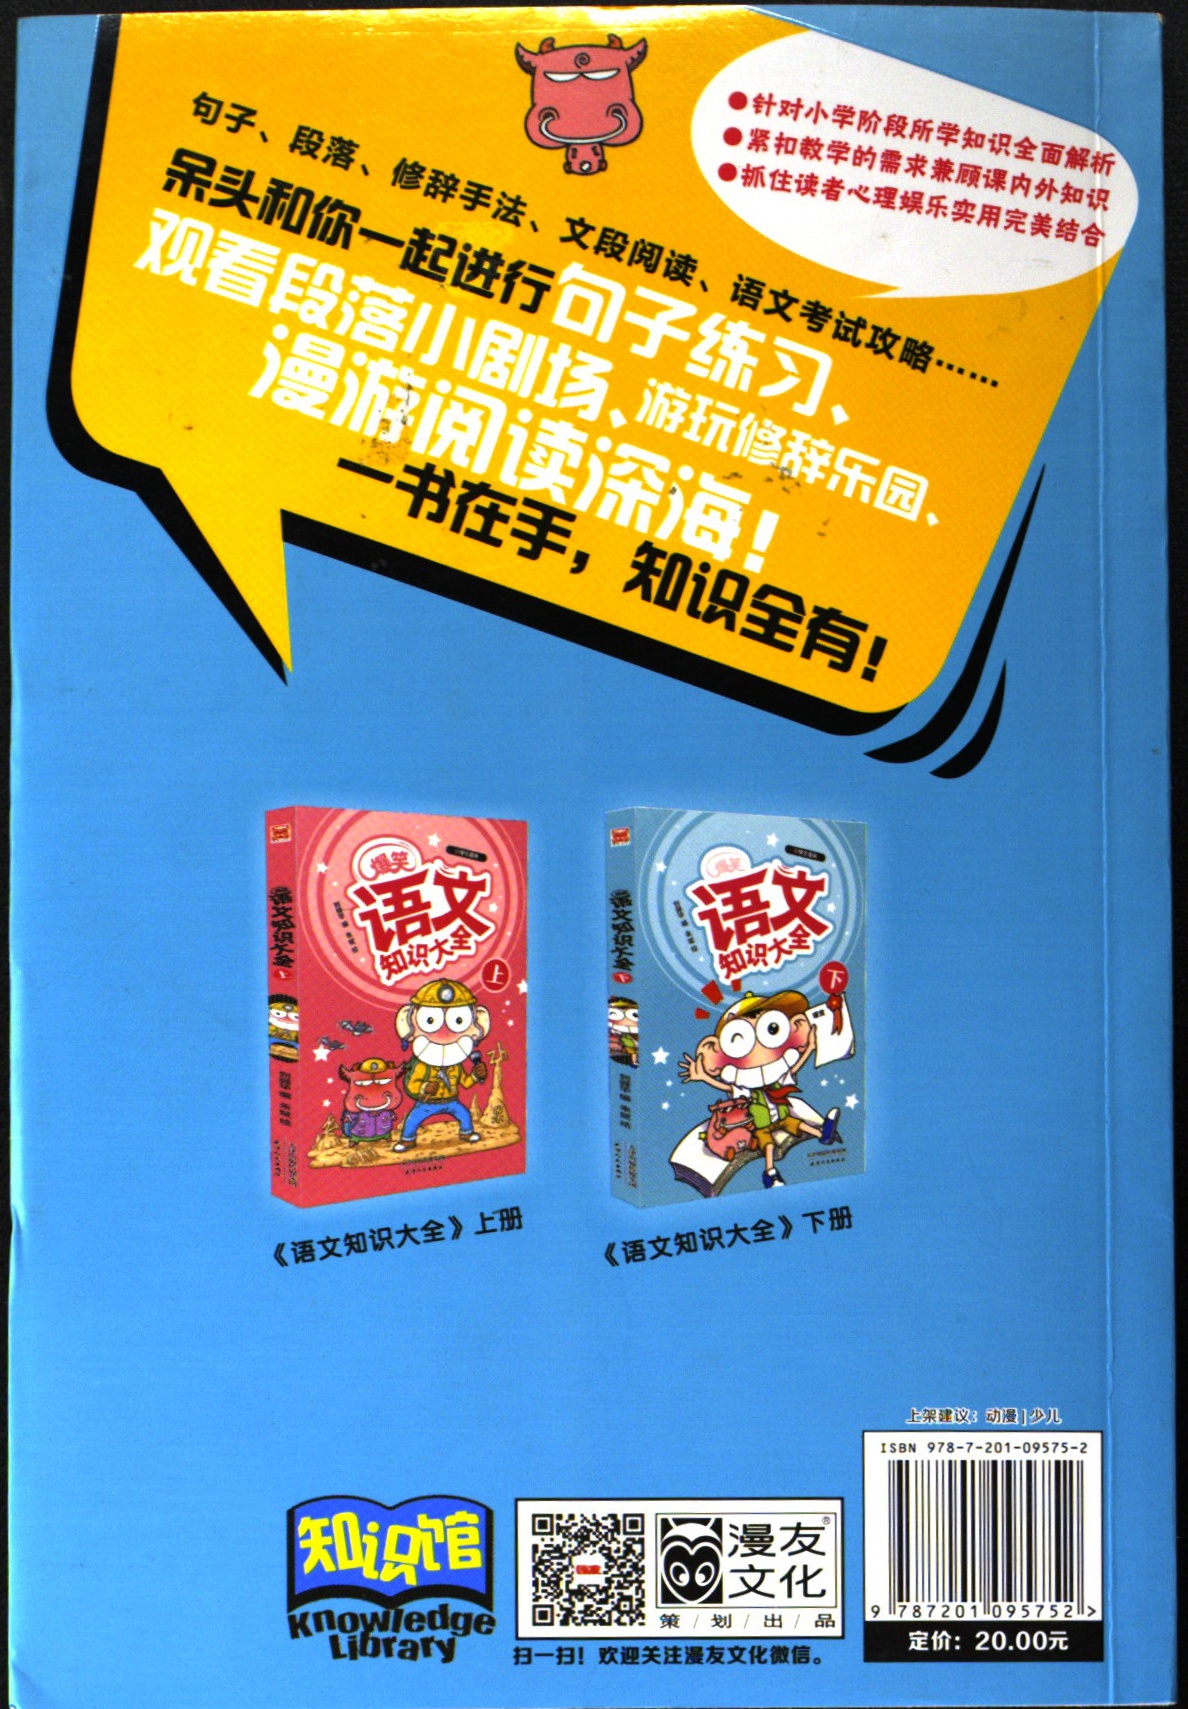 ●针对小学阶段所学知识全面解析
●紧扣教学的需求兼顾课内外知识
●抓住读者心理娱乐实用完美结合
句子、段落、修辞手法、文段阅读、语文考试攻略……
呆头和你一起进行句子练习、
观看段落小剧场、游玩修辞乐园、
漫游阅读深海！
一书在手，知识全有！
爆笑
语文
知识大全
上
语文知识大全
上
爆笑
语文
知识大全
下
语文知识大全
下
《语文知识大全》上册
《语文知识大全》下册
上架建议：动漫|少儿
ISBN 978-7-201-09575-2
9 787201 095752 >
定价：20.00元
知识馆
Knowledge
Library
漫友®
文化
策/划/出/品
扫一扫！欢迎关注漫友文化微信。